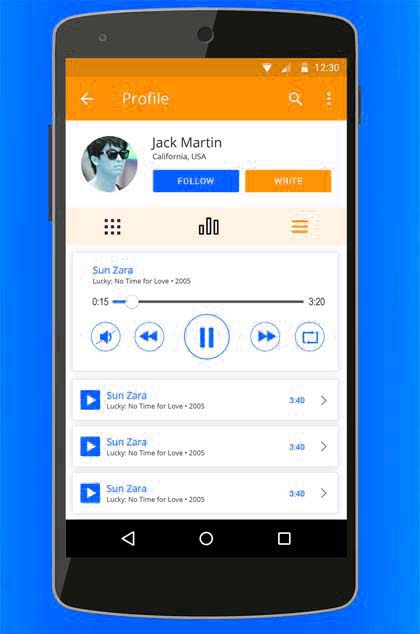 12:30
Profile
Jack Martin
California, USA
FOLLOW
WRITE
Sun Zara
Lucky: No Time for Love • 2005
0:15
3:20
Sun Zara
Lucky: No Time for Love • 2005
3:40
Sun Zara
Lucky: No Time for Love • 2005
3:40
Sun Zara
Lucky: No Time for Love • 2005
3:40